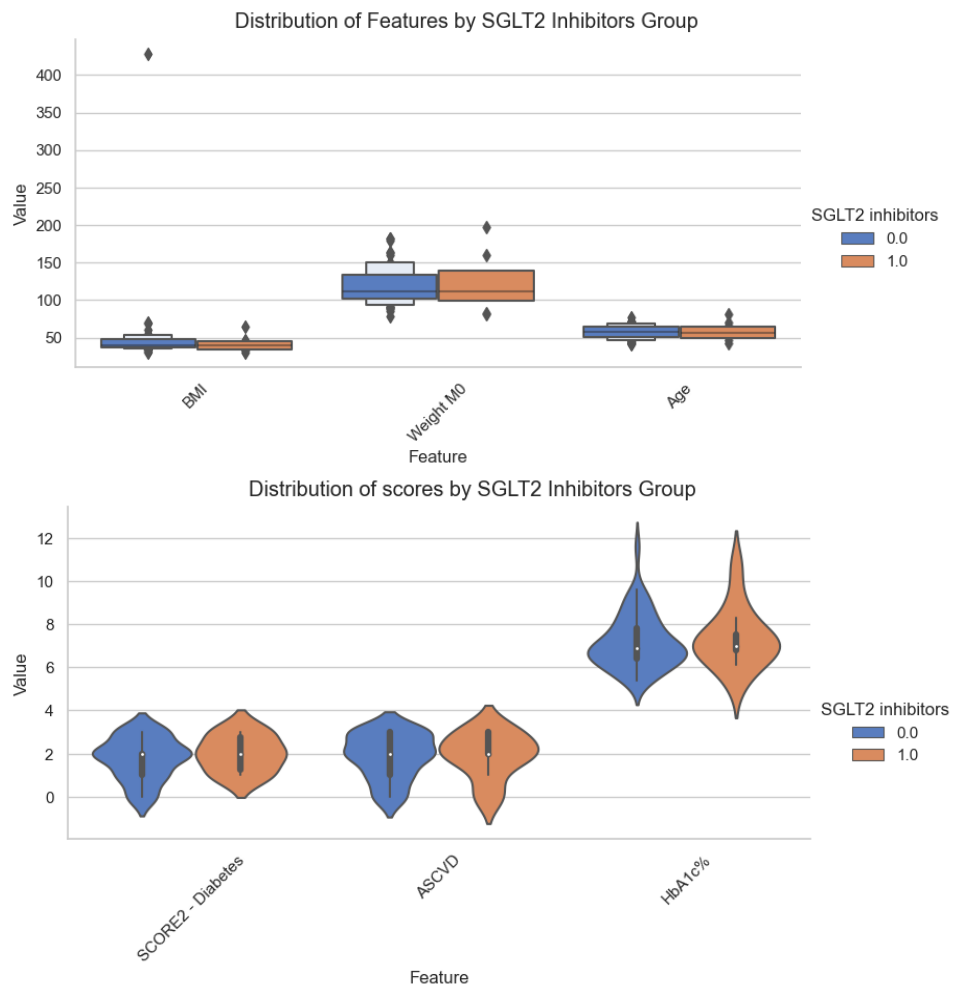 Distribution of Features by SGLT2 Inhibitors Group
400
350
300
250
200
150
100
50
Value
BMI
Weight M0
Age
Feature
SGLT2 inhibitors
0.0
1.0
Distribution of scores by SGLT2 Inhibitors Group
12
10
8
6
4
2
0
Value
SCORE2 - Diabetes
ASCVD
HbA1c%
Feature
SGLT2 inhibitors
0.0
1.0